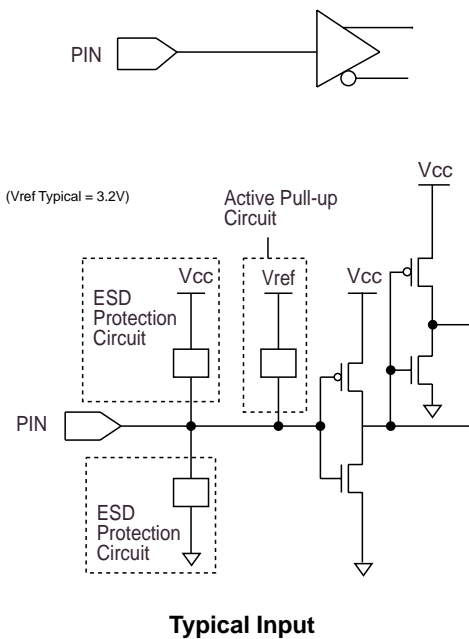 PIN
Vcc
(Vref Typical = 3.2V)
Active Pull-up
Circuit
Vcc
Vref
Vcc
ESD
Protection
Circuit
PIN
ESD
Protection
Circuit
Typical Input